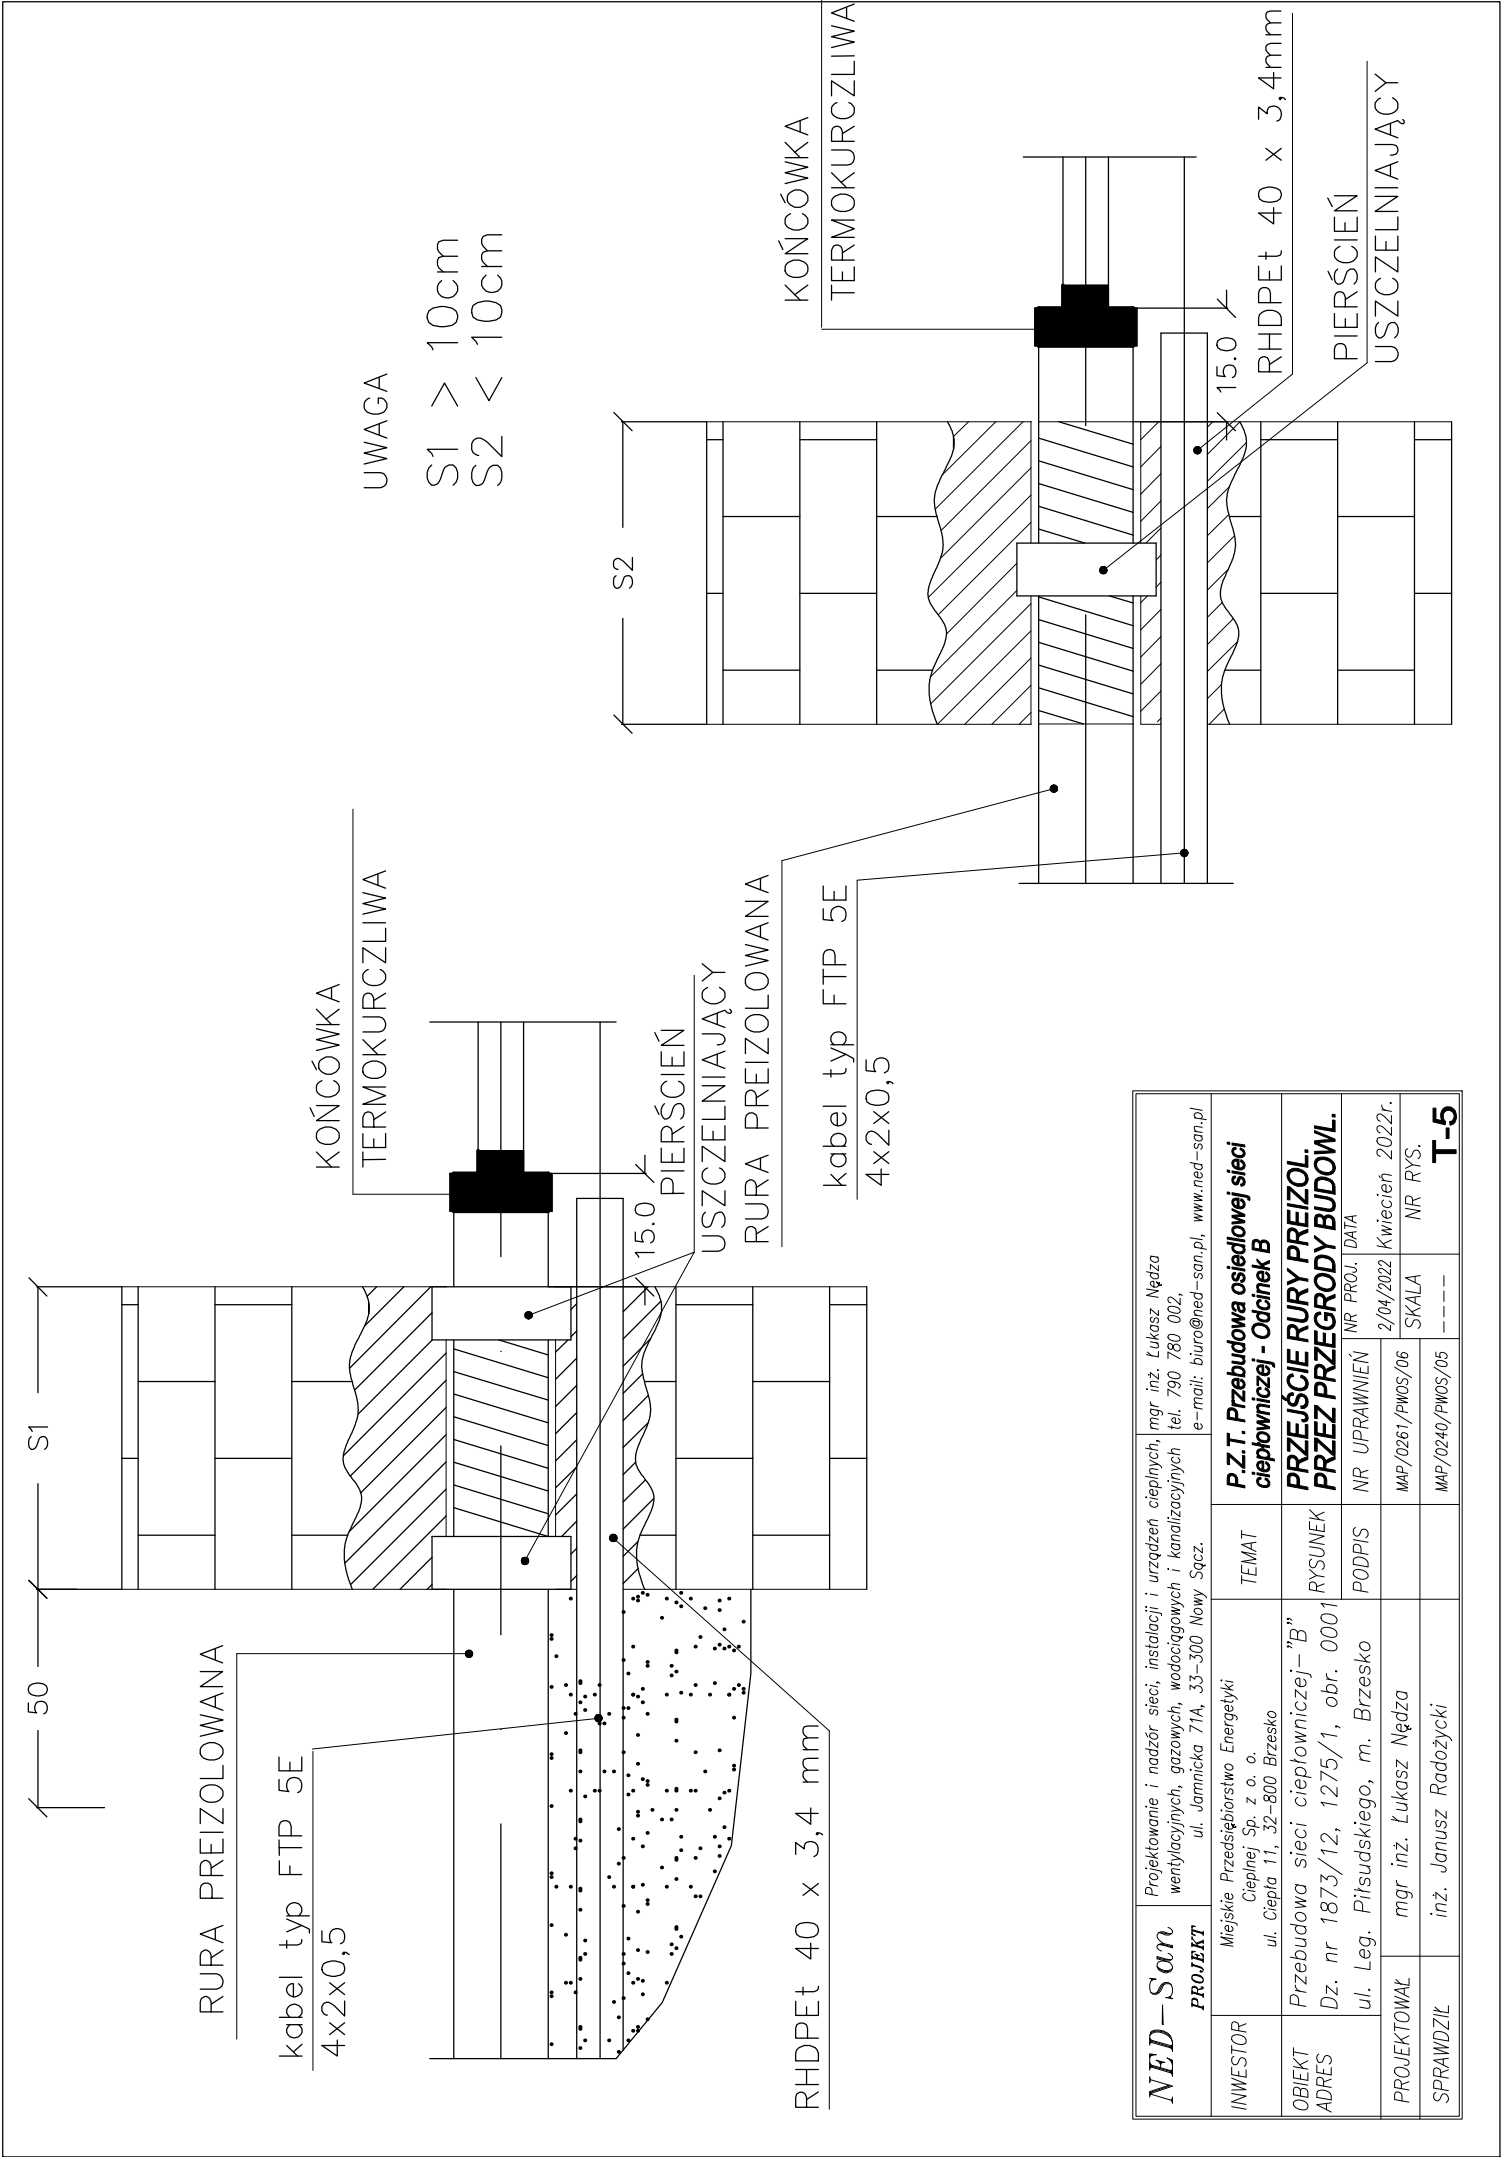 50
S1
RURA PREIZOLOWANA
kabel typ FTP 5E
4x2x0,5
KOŃCÓWKA
TERMOKURCZLIWA
15.0
PIERŚCIEŃ
USZCZELNIAJĄCY
RHDPEt 40 x 3,4 mm
UWAGA
S1 > 10cm
S2 < 10cm
S2
KOŃCÓWKA
TERMOKURCZLIWA
RURA PREIZOLOWANA
kabel typ FTP 5E
4x2x0,5
15.0
RHDPEt 40 x 3,4mm
PIERŚCIEŃ
USZCZELNIAJĄCY
NED-San
PROJEKT
Projektowanie i nadzór sieci, instalacji i urządzeń cieplnych,
wentylacyjnych, gazowych, wodociągowych i kanalizacyjnych
ul. Jamnicka 71A, 33-300 Nowy Sącz.
mgr inż. Łukasz Nędza
tel. 790 780 002,
e-mail: biuro@ned-san.pl, www.ned-san.pl
INWESTOR
Miejskie Przedsiębiorstwo Energetyki
Cieplnej Sp. z o. o.
ul. Ciepła 11, 32-800 Brzesko
TEMAT
P.Z.T. Przebudowa osiedlowej sieci
ciepłowniczej - Odcinek B
OBIEKT
ADRES
Przebudowa sieci ciepłowniczej-"B"
Dz. nr 1873/12, 1275/1, obr. 0001
ul. Leg. Piłsudskiego, m. Brzesko
RYSUNEK
PRZEJŚCIE RURY PREIZOL.
PRZEZ PRZEGRODY BUDOWL.
PODPIS
NR UPRAWNIEŃ
NR PROJ.
DATA
2/04/2022
Kwiecień 2022r.
PROJEKTOWAŁ
mgr inż. Łukasz Nędza
MAP/0261/PWOS/06
SKALA
----
NR RYS.
T-5
SPRAWDZIŁ
inż. Janusz Radożycki
MAP/0240/PWOS/05